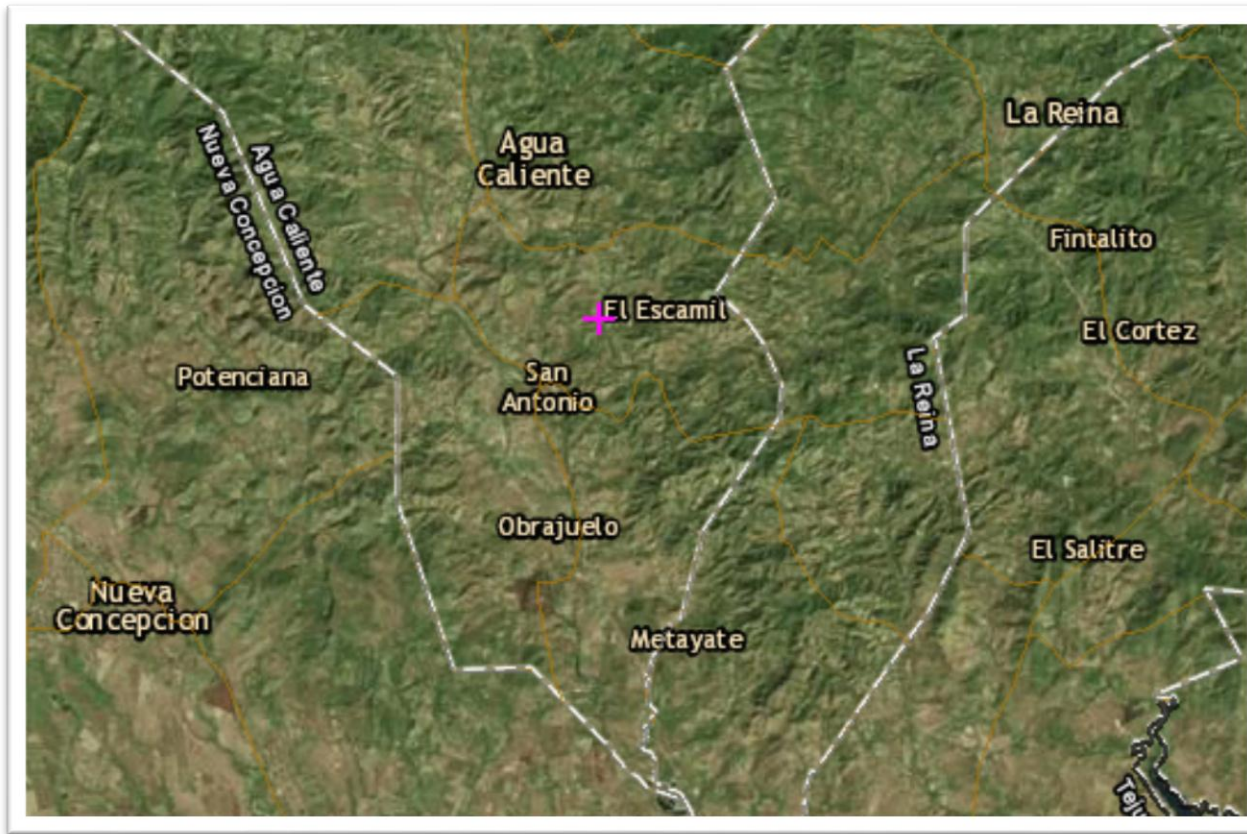 La Reina
Agua
Caliente
Agua Caliente
Nueva Concepcion
Fintalito
El Escamil
El Cortez
San
Antonio
Potenciana
La Reina
Obrajuelo
El Salitre
Nueva
Concepcion
Metayate